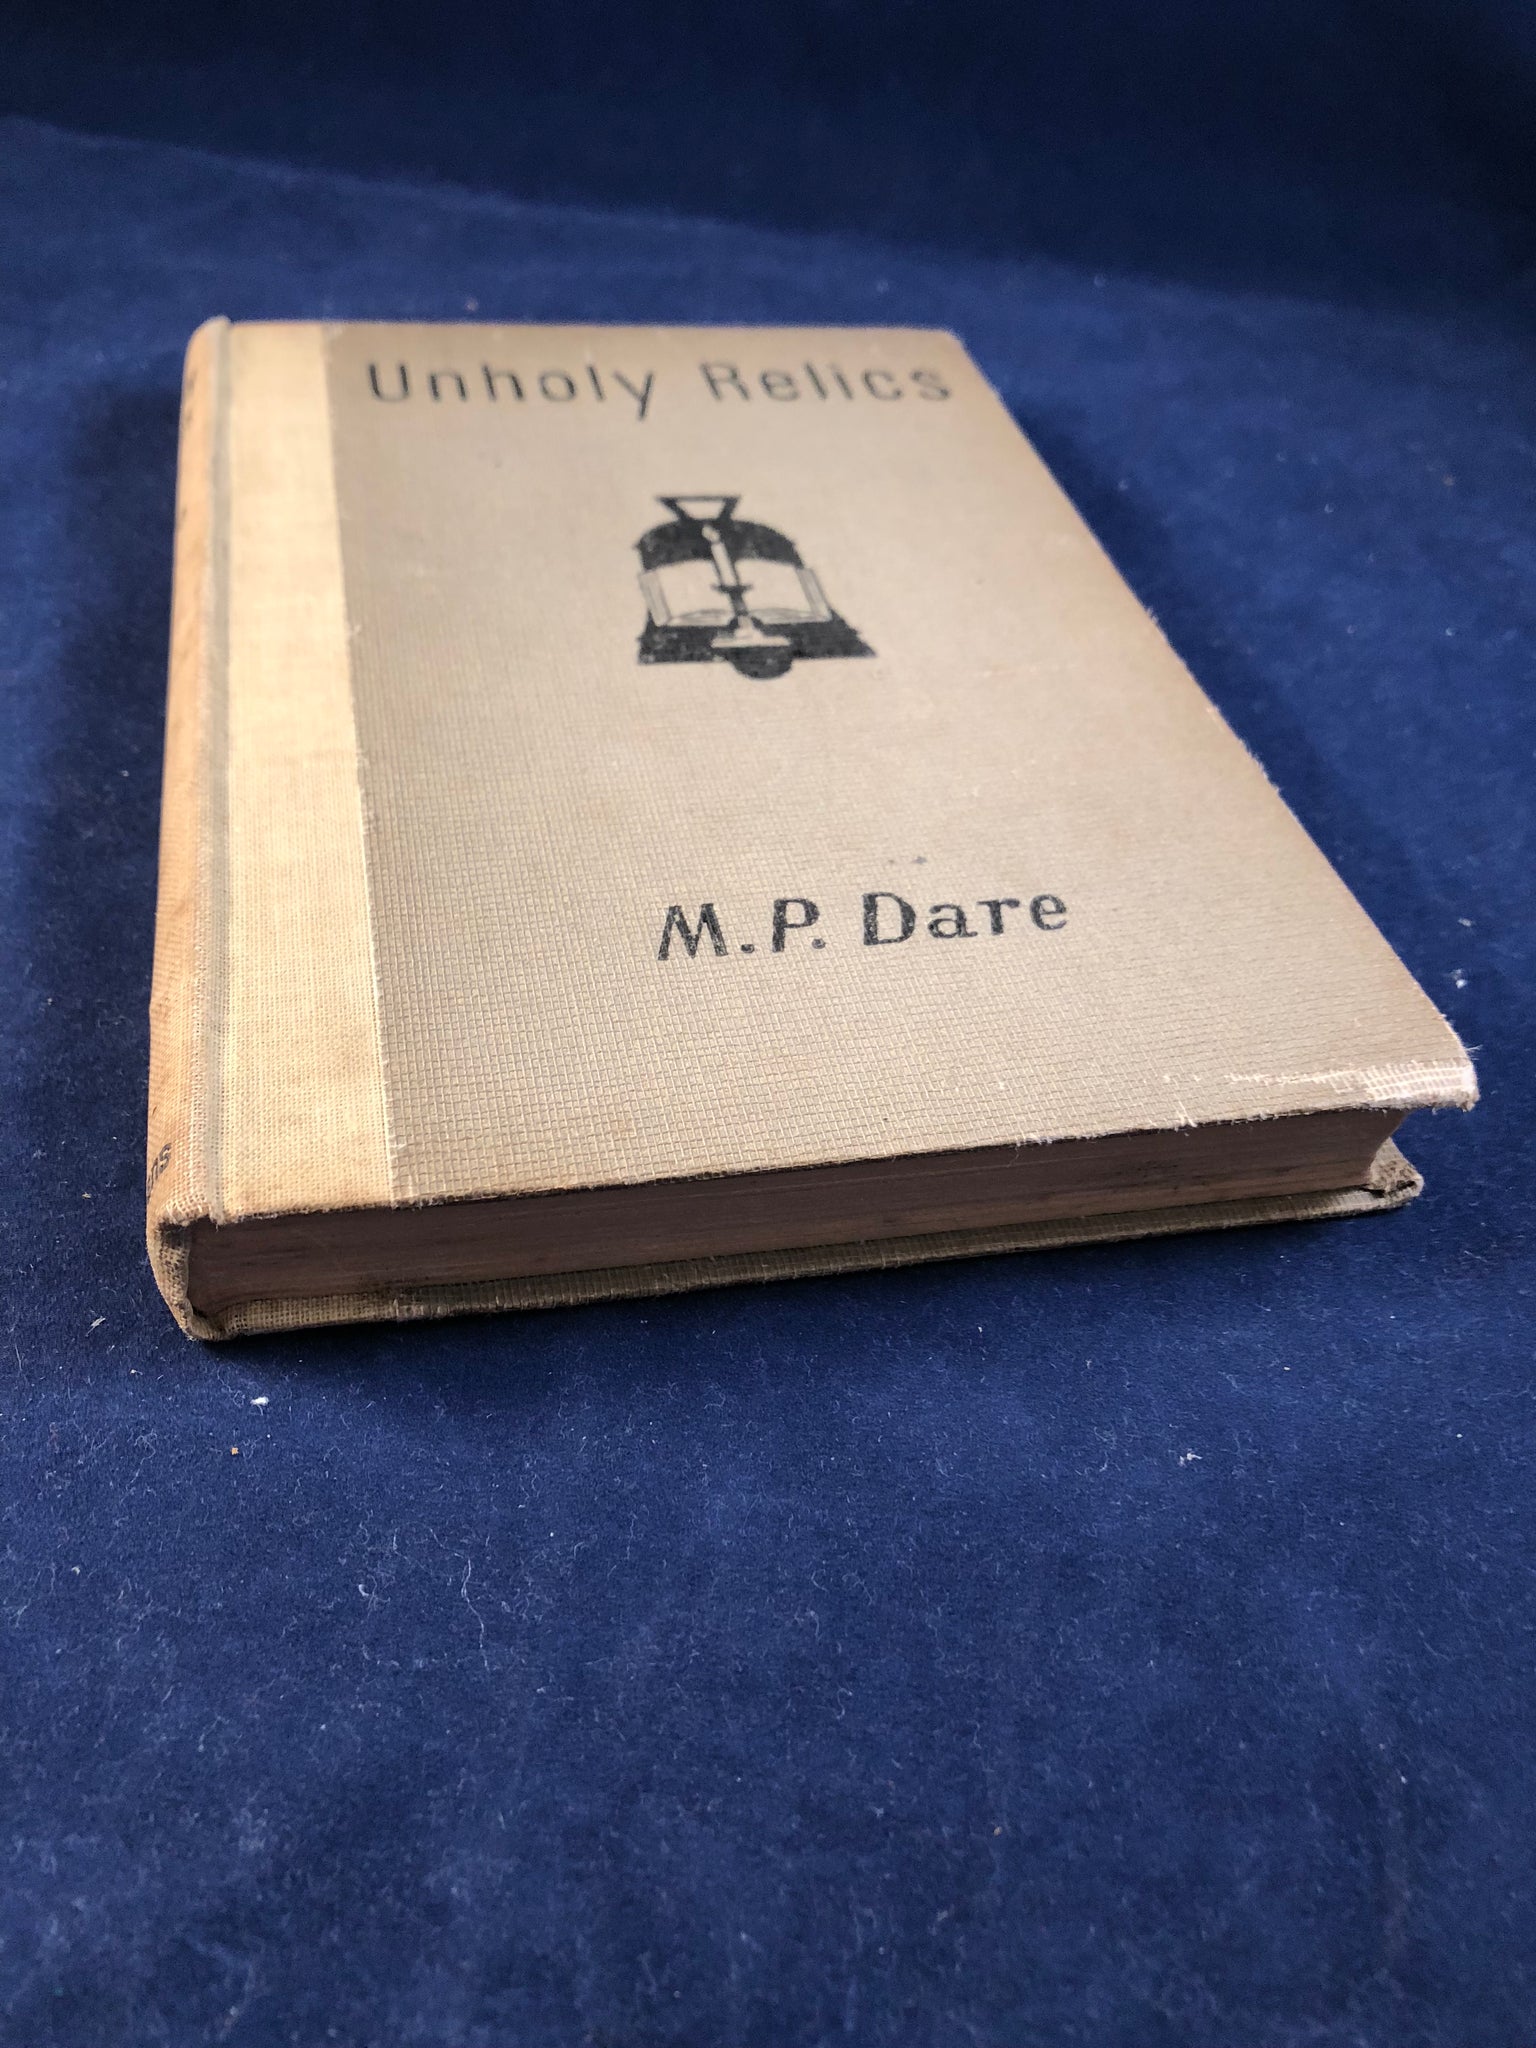 Unholy Relics
M.P. Dare